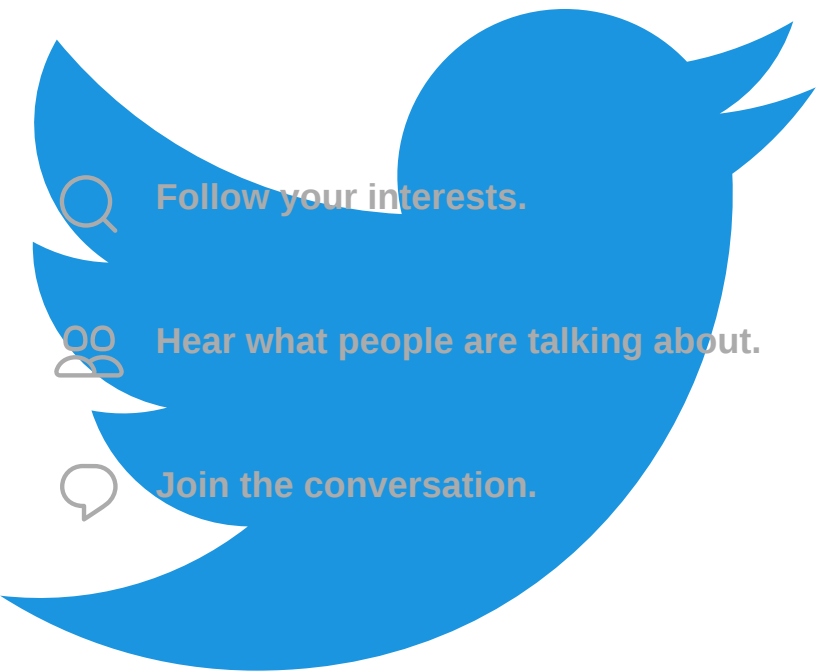 Follow your interests.
Hear what people are talking about.
Join the conversation.